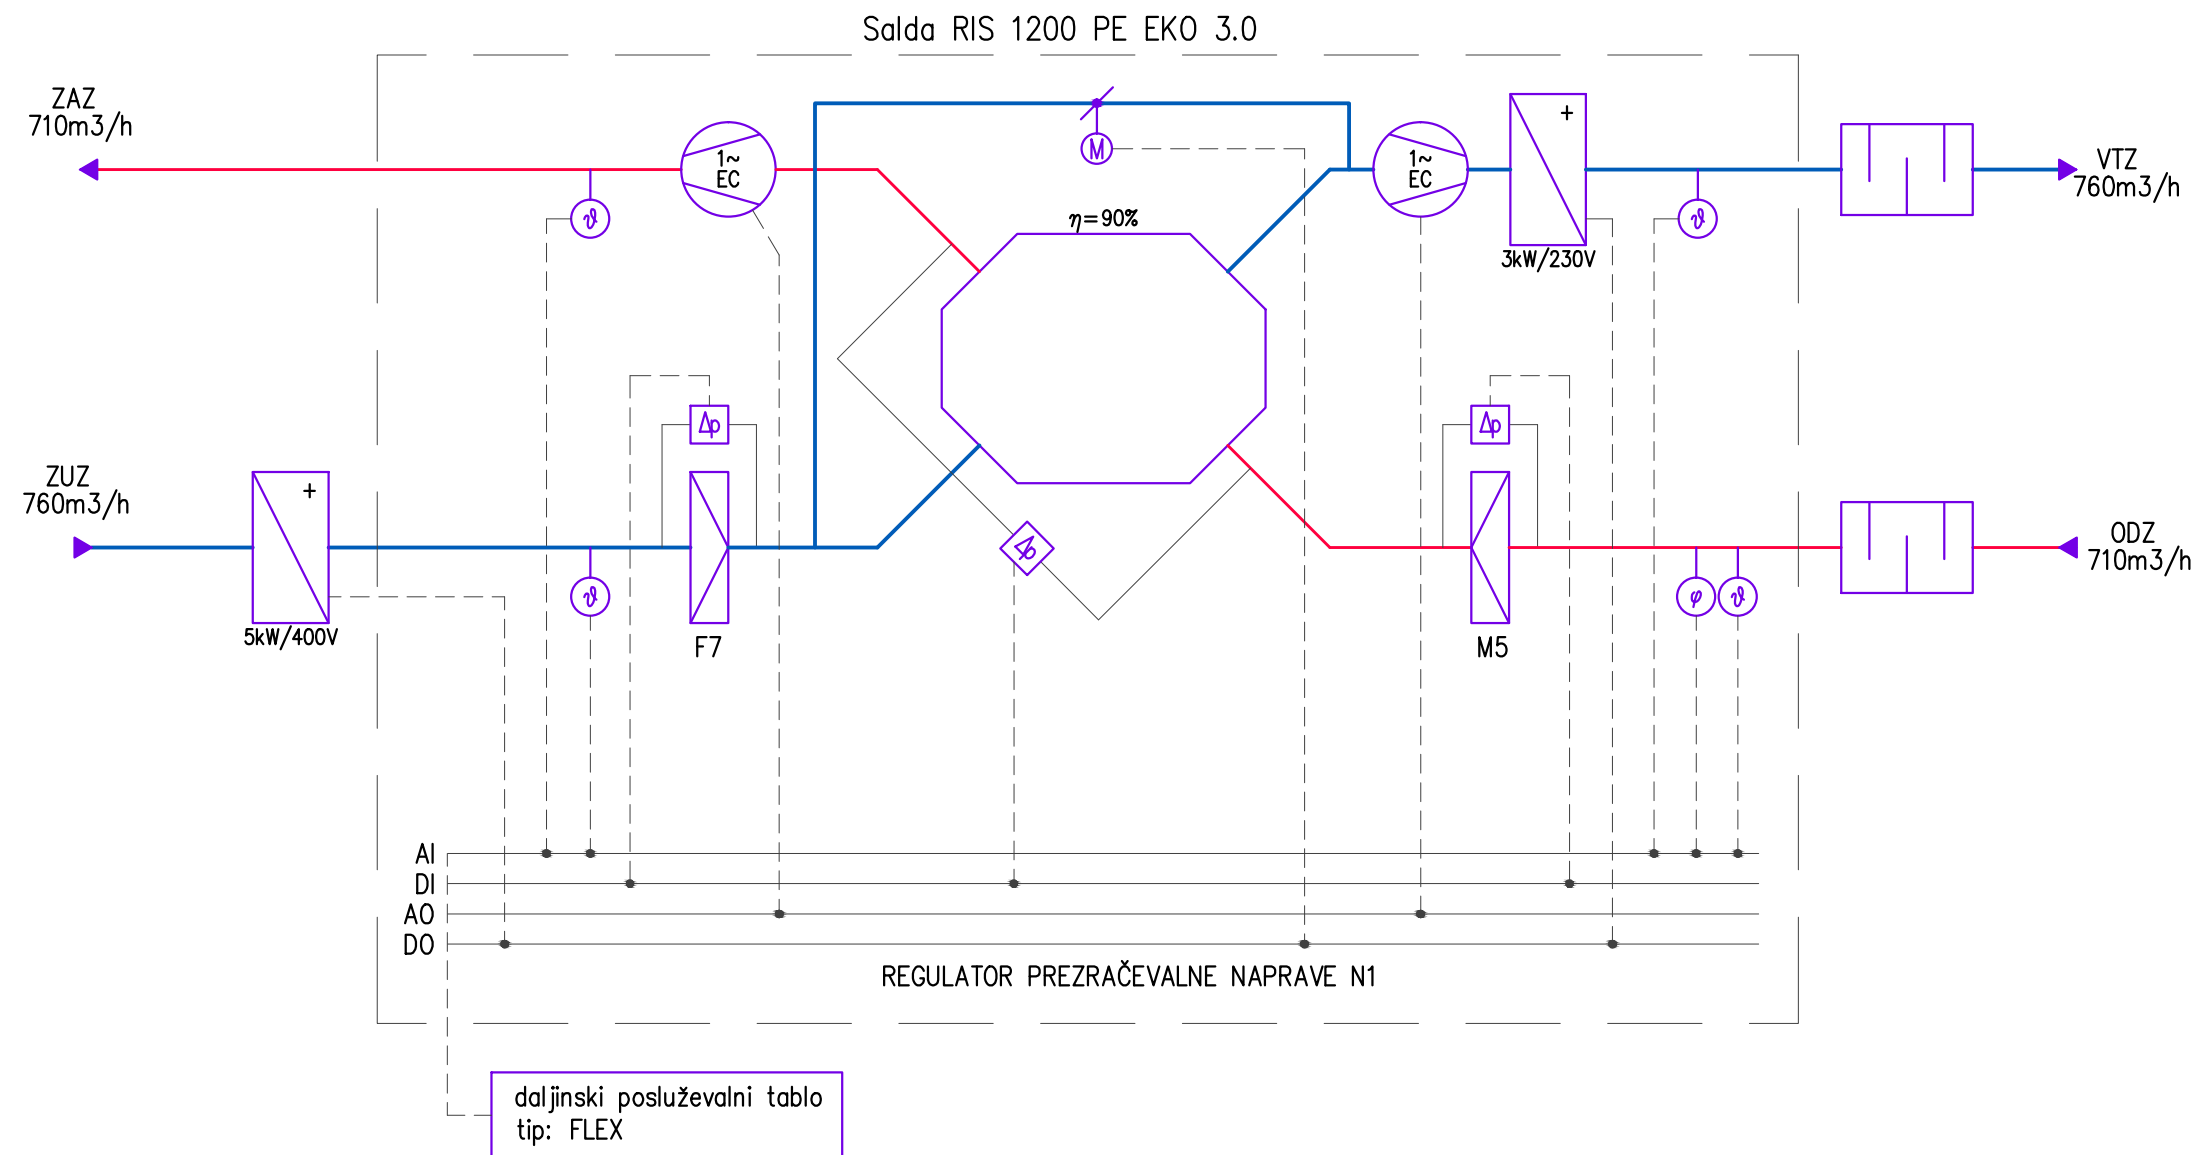 Salda RIS 1200 PE EKO 3.0
ZAZ
710m3/h
1~
EC
M
1~
EC
+
VTZ
760m3/h
ϑ
η=90%
ϑ
3kW/230V
Δp
Δp
ZUZ
760m3/h
+
ODZ
710m3/h
Δp
ϑ
φ
ϑ
5kW/400V
F7
M5
AI
DI
AO
DO
REGULATOR PREZRAČEVALNE NAPRAVE N1
daljinski posluževalni tablo
tip: FLEX